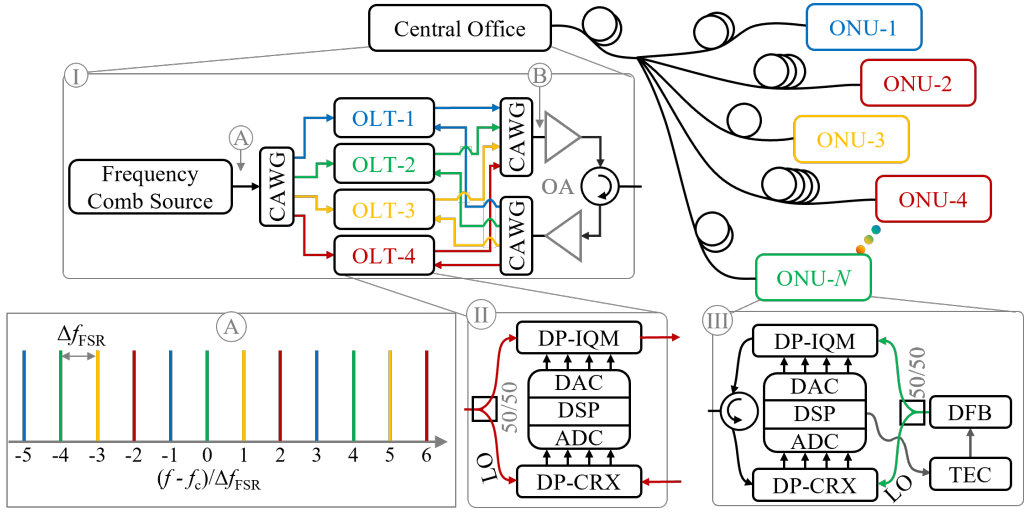 Central Office
ONU-1
ONU-2
ONU-3
ONU-4
ONU-N
I
A
B
Frequency
Comb Source
CAWG
OLT-1
OLT-2
OLT-3
OLT-4
CAWG
CAWG
OA
A
ΔfFSR
-5 -4 -3 -2 -1 0 1 2 3 4 5 6
(f - fc)/ΔfFSR
II
DP-IQM
50/50
DAC
DSP
ADC
LO
DP-CRX
III
DP-IQM
50/50
DAC
DSP
ADC
DFB
TEC
LO
DP-CRX